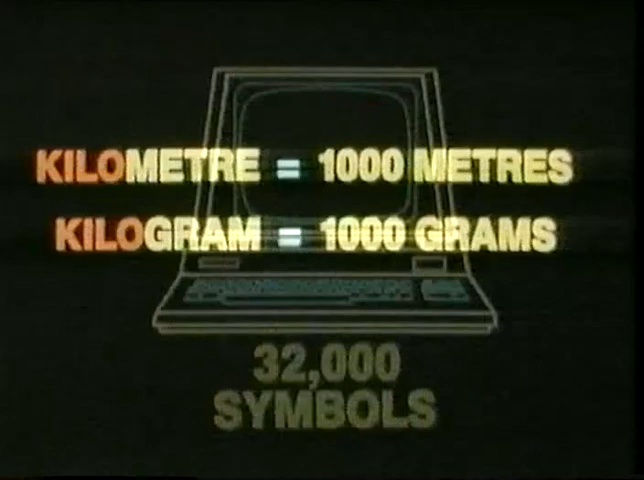 KILOMETRE = 1000 METRES
KILOGRAM = 1000 GRAMS
32,000
SYMBOLS